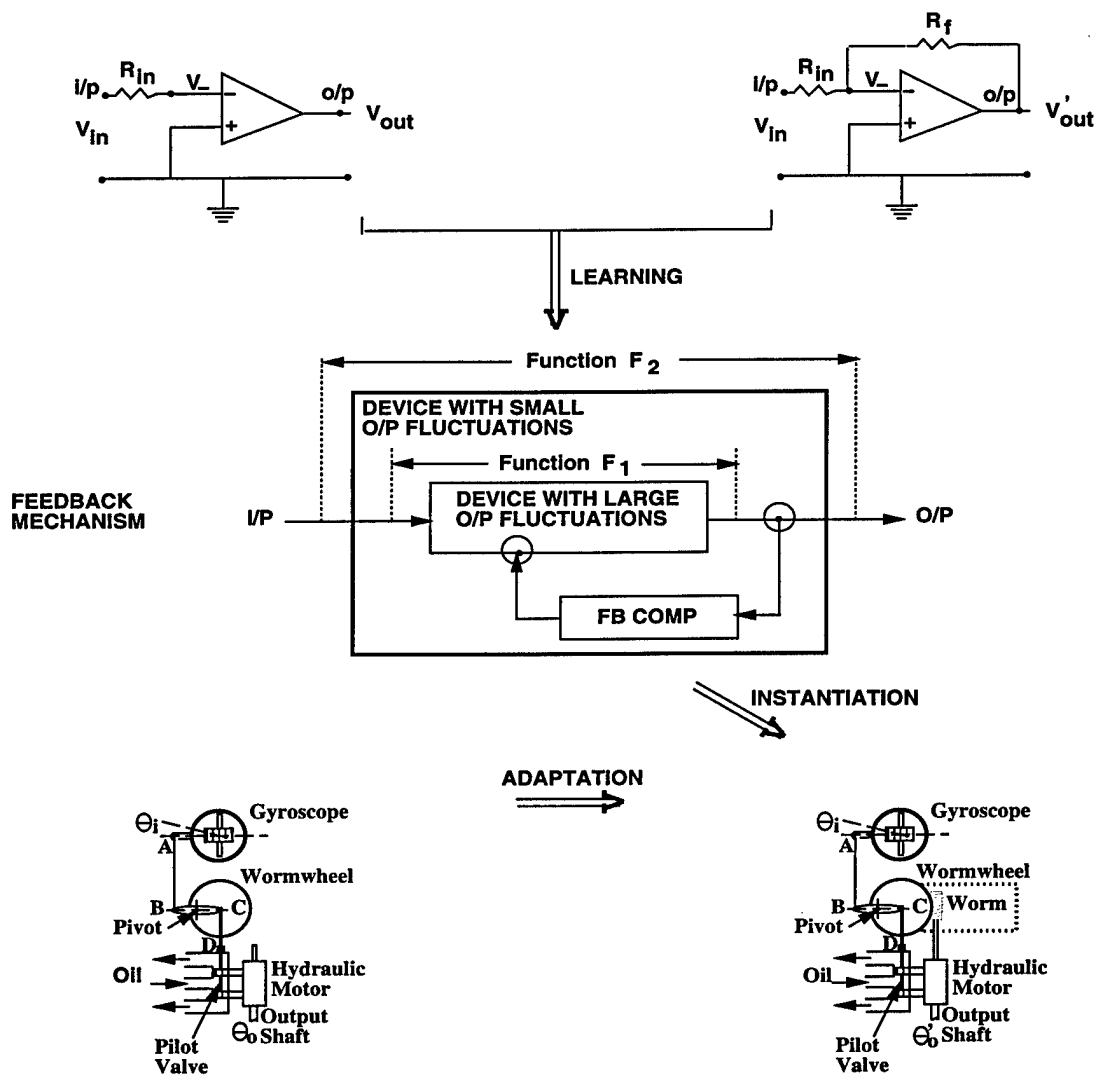 i/p Rin V– o/p Vout
Vin
– +
Rf
i/p Rin V– o/p V'out
Vin
– +
LEARNING
Function F2
DEVICE WITH SMALL
O/P FLUCTUATIONS
Function F1
DEVICE WITH LARGE
O/P FLUCTUATIONS
FEEDBACK
MECHANISM
I/P
O/P
FB COMP
INSTANTIATION
ADAPTATION
Gyroscope
Θi
A
Wormwheel
B C
Pivot
D
Oil
Hydraulic
Motor
Output
Θo Shaft
Pilot
Valve
Gyroscope
Θi
A
Wormwheel
B C Worm
Pivot
D
Oil
Hydraulic
Motor
Output
Θ'o Shaft
Pilot
Valve